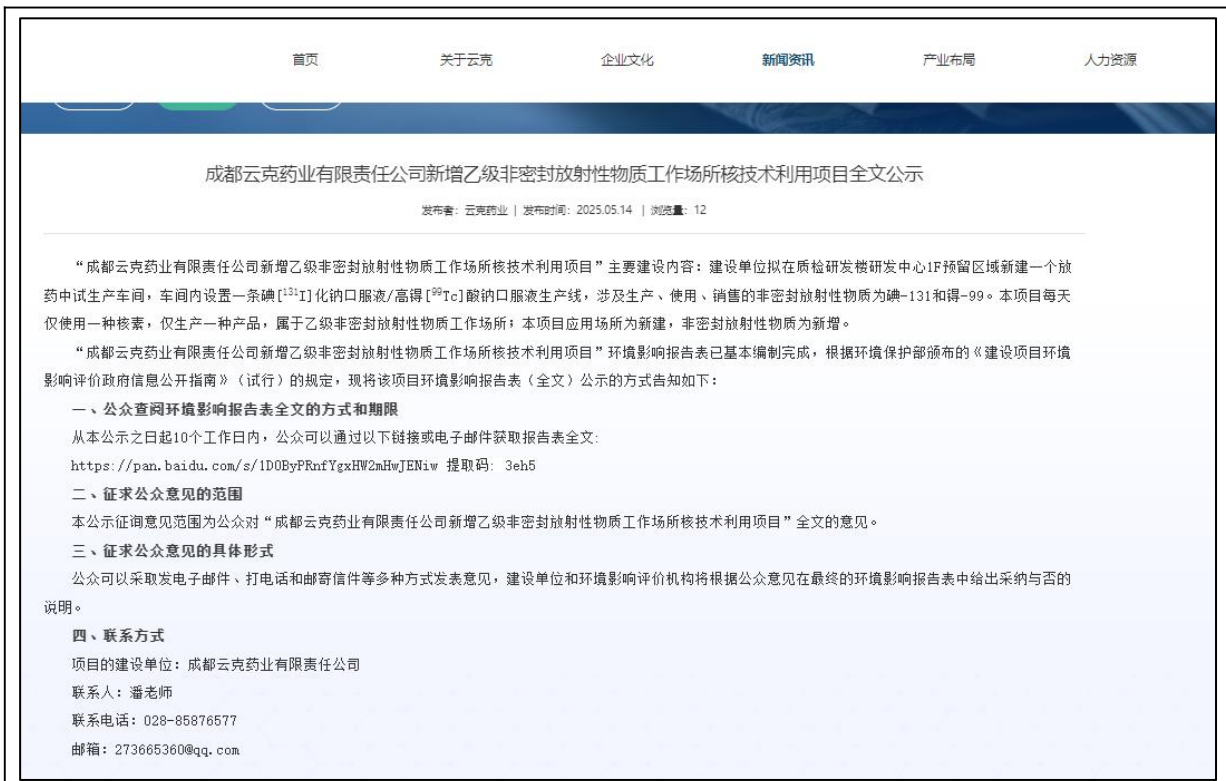 首页 关于云克 企业文化 新闻资讯 产业布局 人力资源
成都云克药业有限责任公司新增乙级非密封放射性物质工作场所核技术利用项目全文公示
发布者：云克药业 | 发布时间：2025.05.14 | 浏览量：12
“成都云克药业有限责任公司新增乙级非密封放射性物质工作场所核技术利用项目”主要建设内容：建设单位拟在质检研发楼研发中心1F预留区域新建一个放
药中试生产车间，车间内设置一条碘[¹³¹I]化钠口服液/高锝[⁹⁹Tc]酸钠口服液生产线，涉及生产、使用、销售的非密封放射性物质为碘-131和锝-99。本项目每天
仅使用一种核素，仅生产一种产品，属于乙级非密封放射性物质工作场所；本项目应用场所为新建，非密封放射性物质为新增。
“成都云克药业有限责任公司新增乙级非密封放射性物质工作场所核技术利用项目”环境影响报告表已基本编制完成，根据环境保护部颁布的《建设项目环境
影响评价政府信息公开指南》（试行）的规定，现将该项目环境影响报告表（全文）公示的方式告知如下：
一、公众查阅环境影响报告表全文的方式和期限
从本公示之日起10个工作日内，公众可以通过以下链接或电子邮件获取报告表全文:
https://pan.baidu.com/s/1D0ByPRnfYgxHW2mHwJENiw 提取码: 3eh5
二、征求公众意见的范围
本公示征询意见范围为公众对“成都云克药业有限责任公司新增乙级非密封放射性物质工作场所核技术利用项目”全文的意见。
三、征求公众意见的具体形式
公众可以采取发电子邮件、打电话和邮寄信件等多种方式发表意见，建设单位和环境影响评价机构将根据公众意见在最终的环境影响报告表中给出采纳与否的
说明。
四、联系方式
项目的建设单位：成都云克药业有限责任公司
联系人：潘老师
联系电话：028-85876577
邮箱：273665360@qq.com